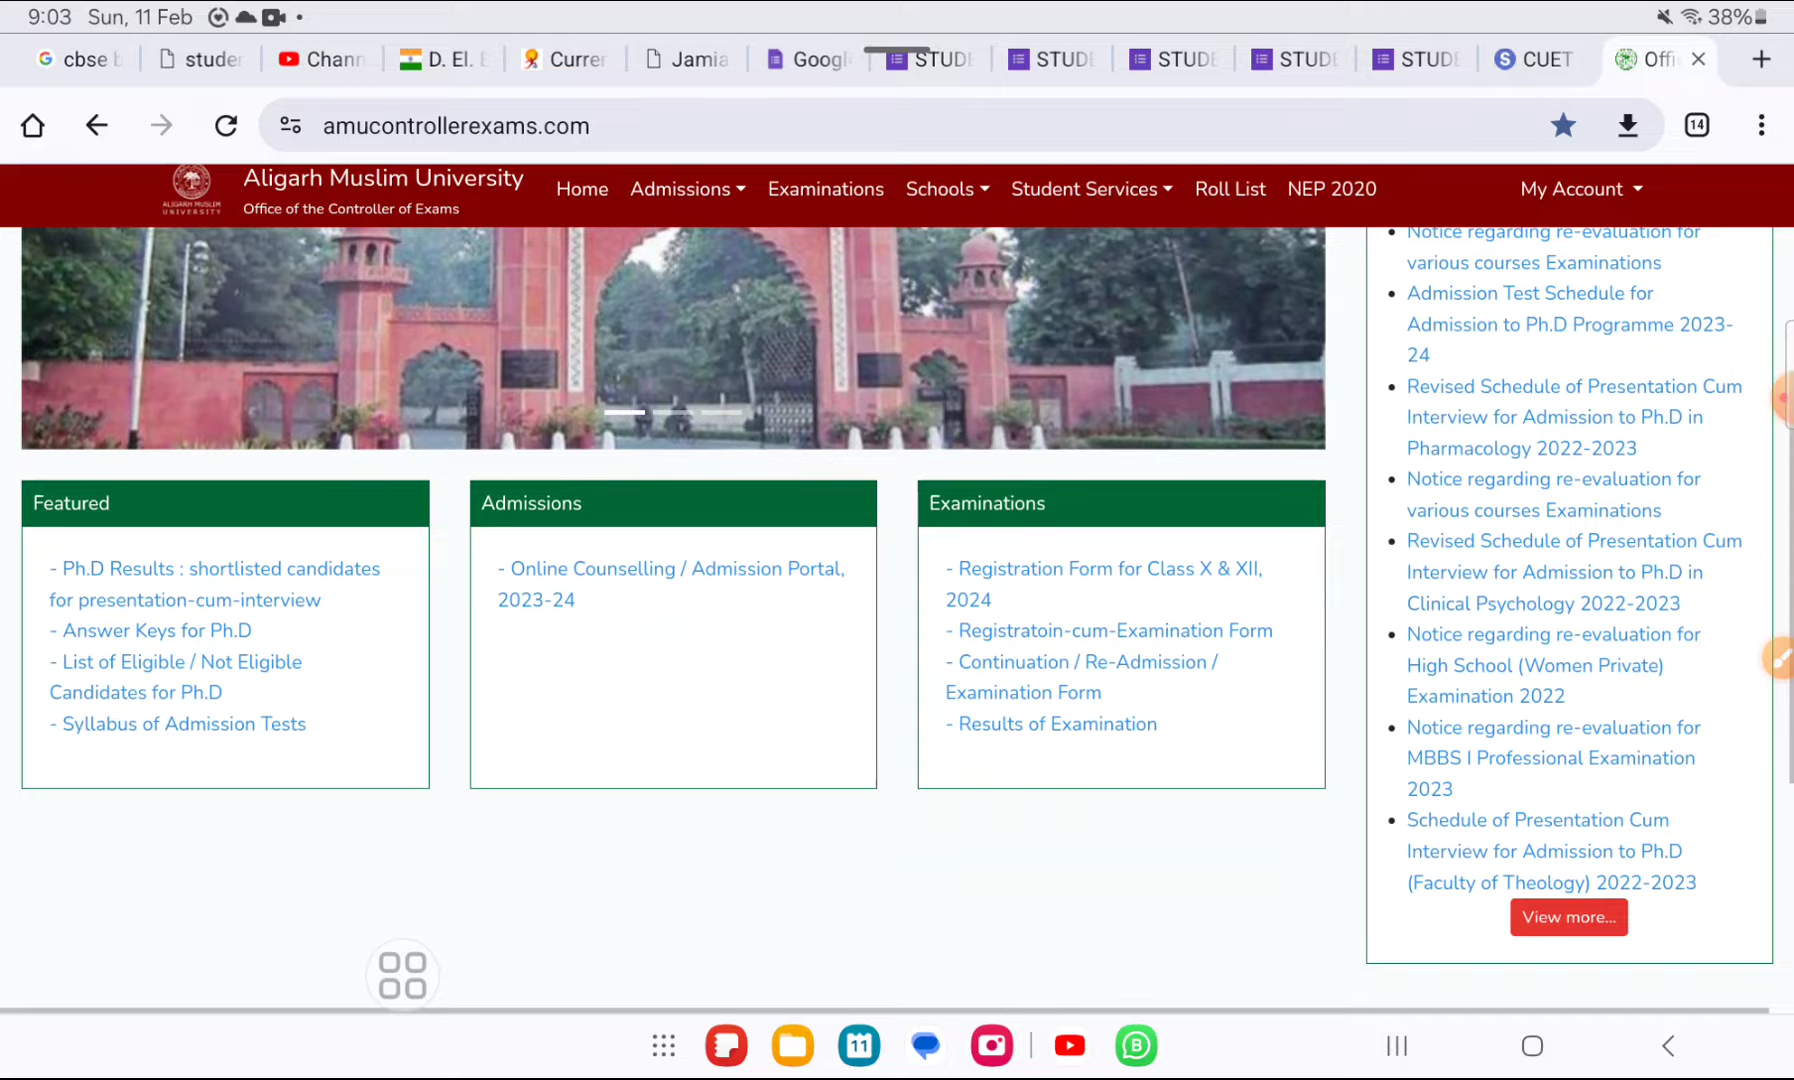 9:03 Sun, 11 Feb
38%
cbse b
studer
Chann
D. El. E
Curren
Jamia
Googl
STUDE
STUDE
STUDE
STUDE
STUDE
CUET
Offi
amucontrollerexams.com
14
ALIGARH MUSLIM
UNIVERSITY
Aligarh Muslim University
Office of the Controller of Exams
Home Admissions Examinations Schools Student Services Roll List NEP 2020 My Account
Featured
- Ph.D Results : shortlisted candidates
for presentation-cum-interview
- Answer Keys for Ph.D
- List of Eligible / Not Eligible
Candidates for Ph.D
- Syllabus of Admission Tests
Admissions
- Online Counselling / Admission Portal,
2023-24
Examinations
- Registration Form for Class X & XII,
2024
- Registratoin-cum-Examination Form
- Continuation / Re-Admission /
Examination Form
- Results of Examination
Notice regarding re-evaluation for
various courses Examinations
Admission Test Schedule for
Admission to Ph.D Programme 2023-
24
Revised Schedule of Presentation Cum
Interview for Admission to Ph.D in
Pharmacology 2022-2023
Notice regarding re-evaluation for
various courses Examinations
Revised Schedule of Presentation Cum
Interview for Admission to Ph.D in
Clinical Psychology 2022-2023
Notice regarding re-evaluation for
High School (Women Private)
Examination 2022
Notice regarding re-evaluation for
MBBS I Professional Examination
2023
Schedule of Presentation Cum
Interview for Admission to Ph.D
(Faculty of Theology) 2022-2023
View more...
11